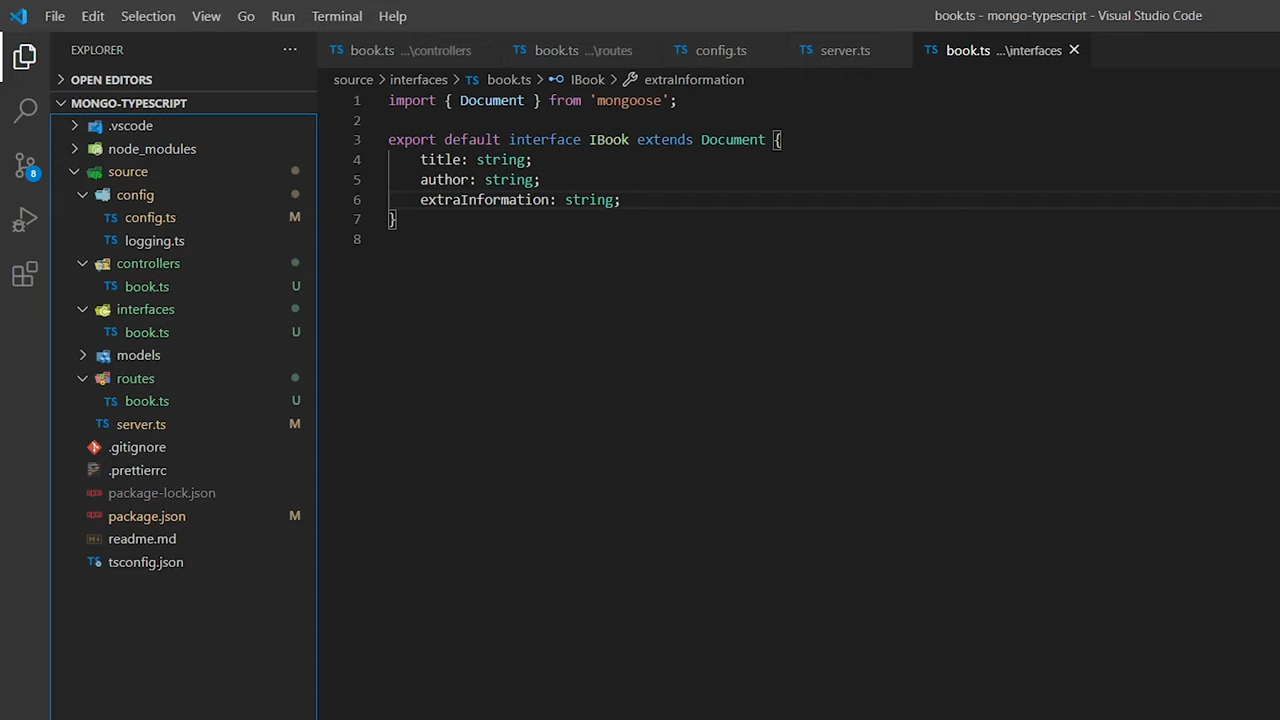 File Edit Selection View Go Run Terminal Help
book.ts - mongo-typescript - Visual Studio Code
EXPLORER
OPEN EDITORS
MONGO-TYPESCRIPT
.vscode
node_modules
source
config
config.ts M
logging.ts
controllers
book.ts U
interfaces
book.ts U
models
routes
book.ts U
server.ts M
.gitignore
.prettierrc
package-lock.json
package.json M
readme.md
tsconfig.json
8
TS book.ts ...\controllers TS book.ts ...\routes TS config.ts TS server.ts TS book.ts ...\interfaces
source > interfaces > TS book.ts > IBook > extraInformation
1 import { Document } from 'mongoose';
2
3 export default interface IBook extends Document {
4 title: string;
5 author: string;
6 extraInformation: string;
7 }
8